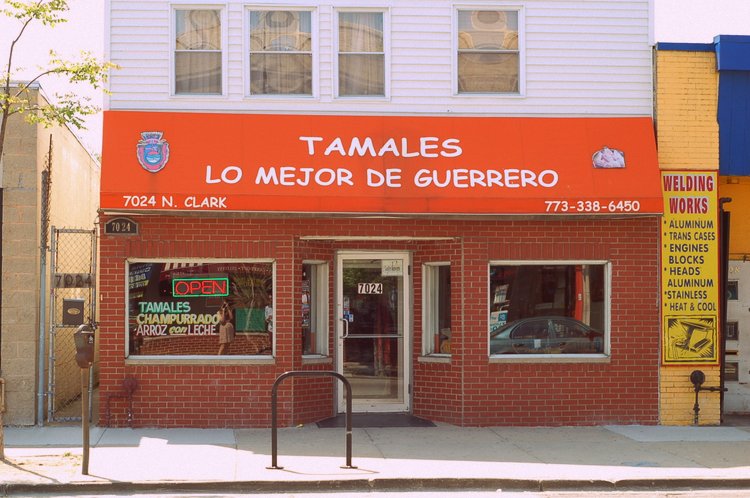 TAMALES
LO MEJOR DE GUERRERO
7024 N. CLARK
773-338-6450
7024
OPEN
TAMALES
CHAMPURRADO
ARROZ con LECHE
7024
WELDING
WORKS
* ALUMINUM
* TRANS CASES
* ENGINES
BLOCKS
* HEADS
ALUMINUM
*STAINLESS
* HEAT & COOL